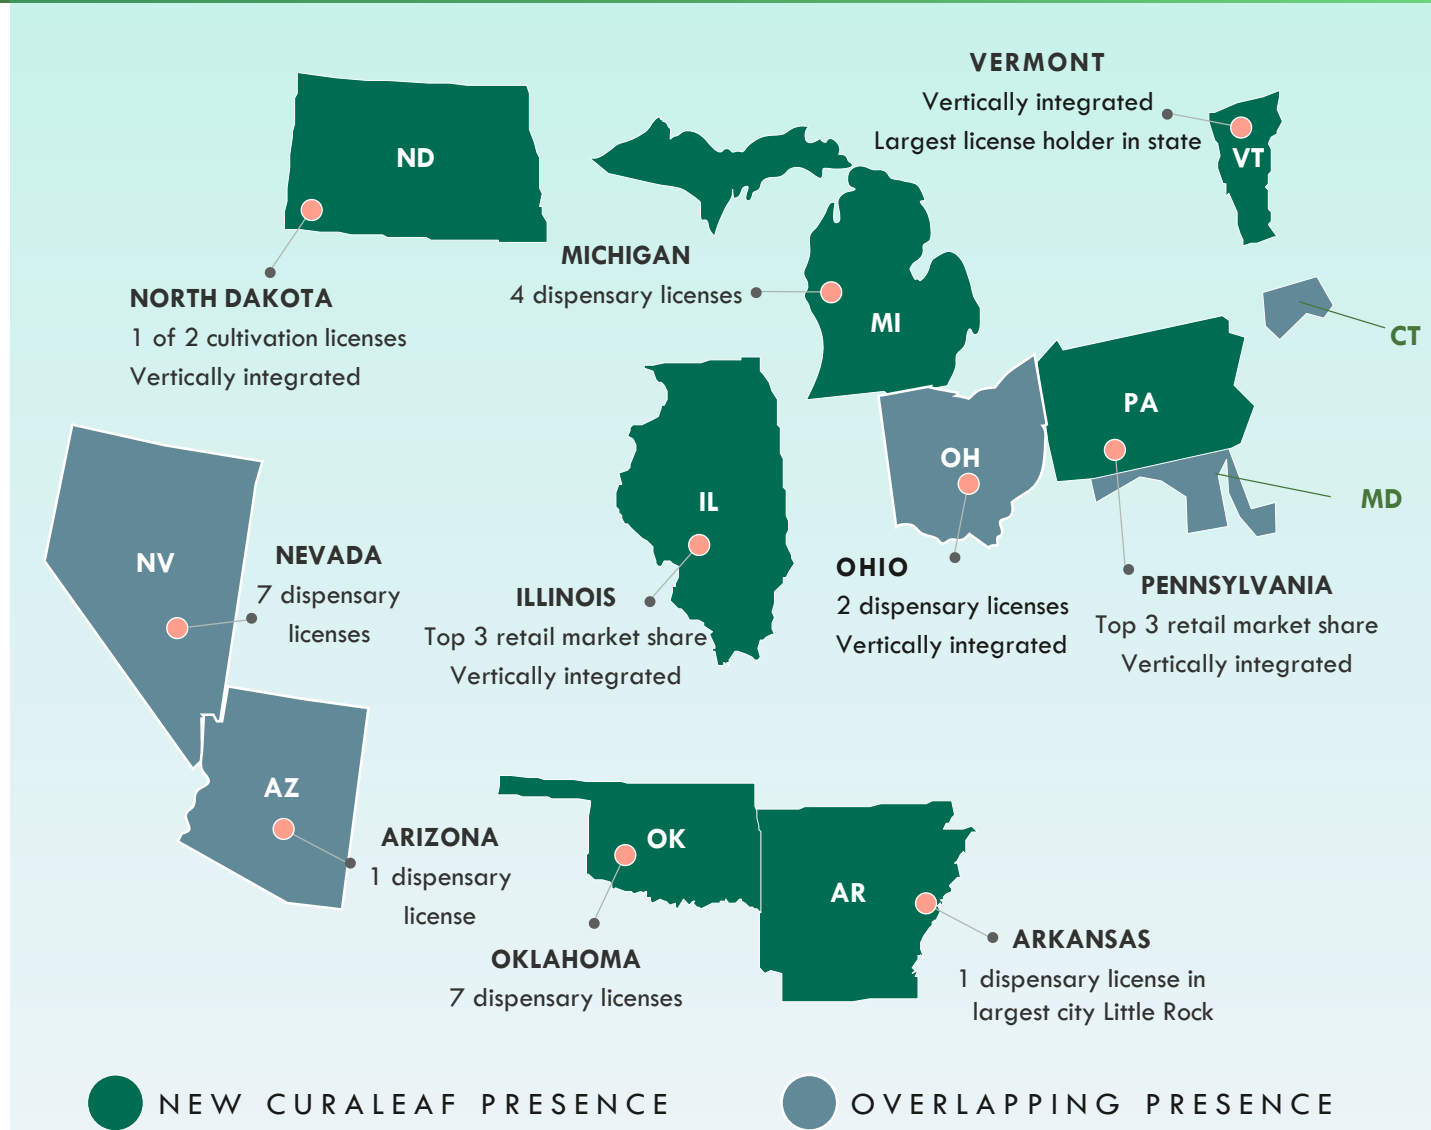 VERMONT
Vertically integrated
Largest license holder in state
VT
ND
NORTH DAKOTA
1 of 2 cultivation licenses
Vertically integrated
MICHIGAN
4 dispensary licenses
MI
CT
PA
OH
MD
NV
NEVADA
7 dispensary
licenses
IL
ILLINOIS
Top 3 retail market share
Vertically integrated
OHIO
2 dispensary licenses
Vertically integrated
PENNSYLVANIA
Top 3 retail market share
Vertically integrated
AZ
ARIZONA
1 dispensary
license
OK
OKLAHOMA
7 dispensary licenses
AR
ARKANSAS
1 dispensary license in
largest city Little Rock
NEW CURALEAF PRESENCE
OVERLAPPING PRESENCE